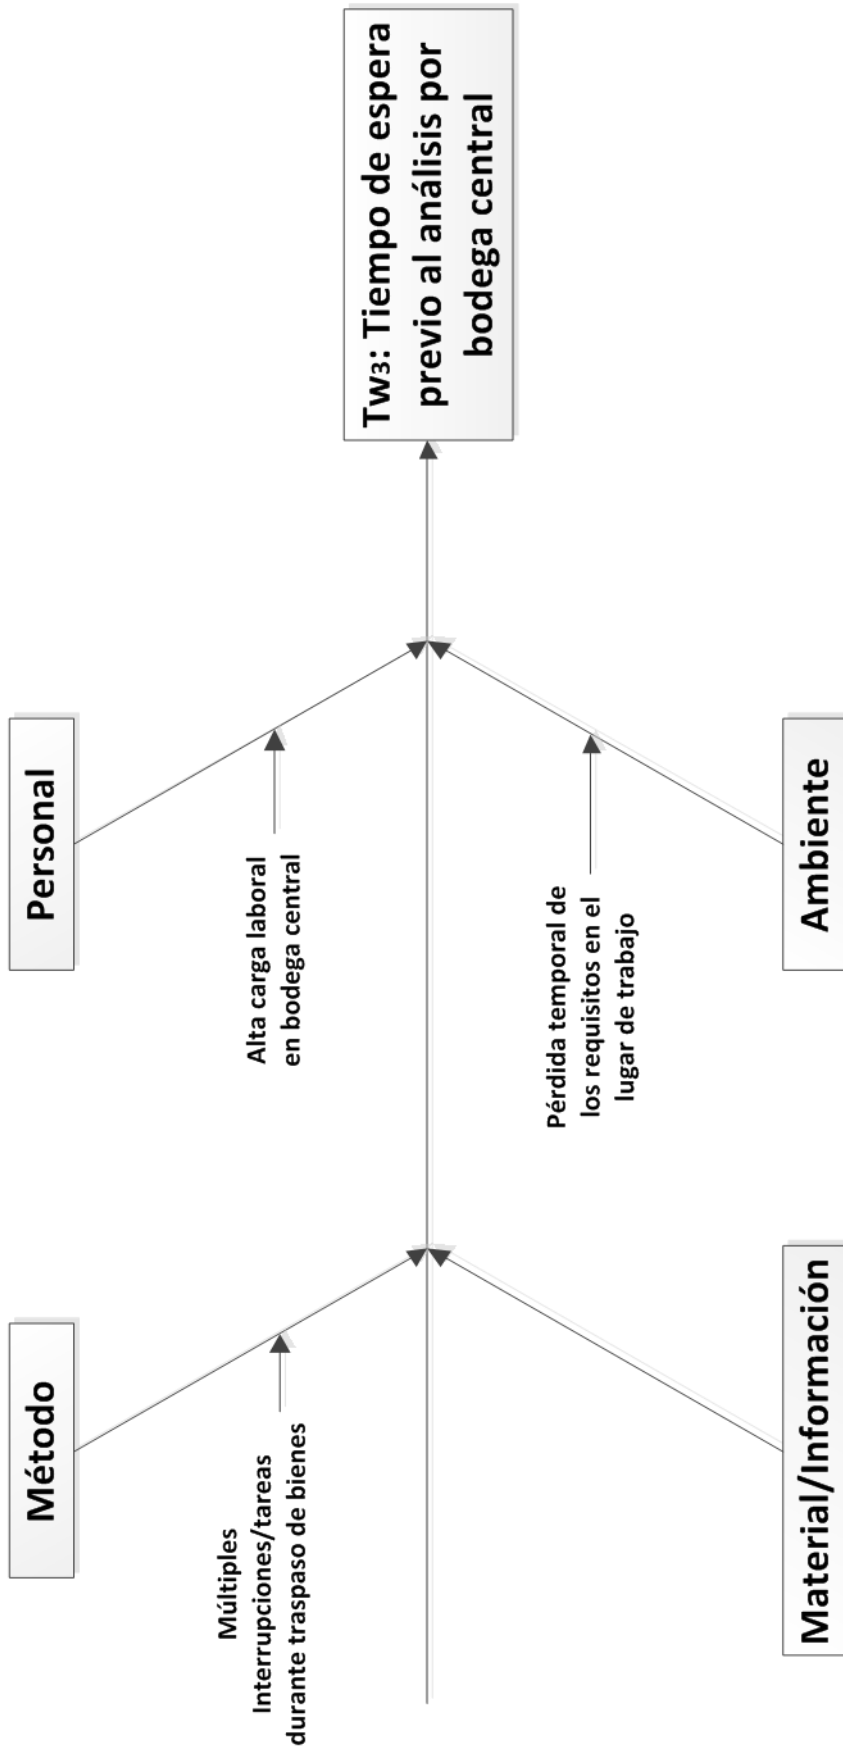 Método
Personal
Múltiples
Interrupciones/tareas
durante traspaso de bienes
Alta carga laboral
en bodega central
Tw3: Tiempo de espera
previo al análisis por
bodega central
Pérdida temporal de
los requisitos en el
lugar de trabajo
Material/Información
Ambiente